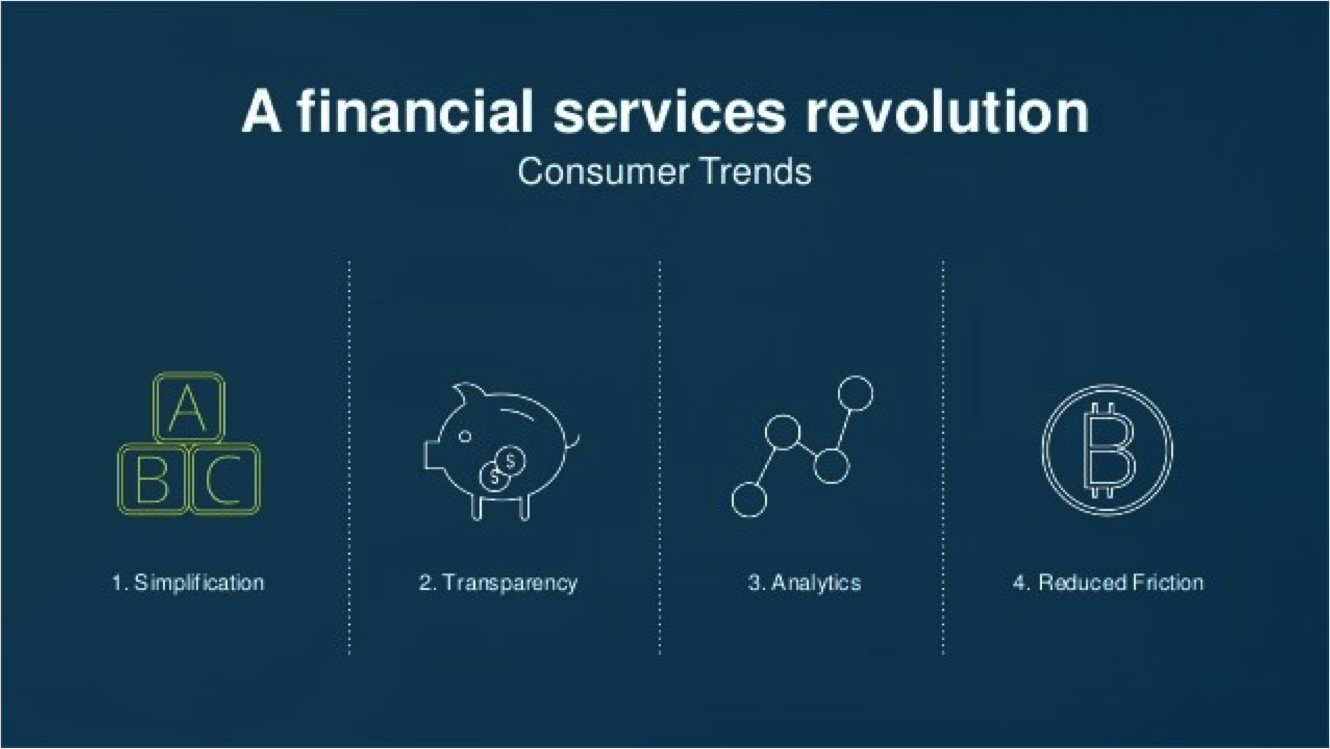 A financial services revolution
Consumer Trends
A
B C
$
$
B
1. Simplification
2. Transparency
3. Analytics
4. Reduced Friction